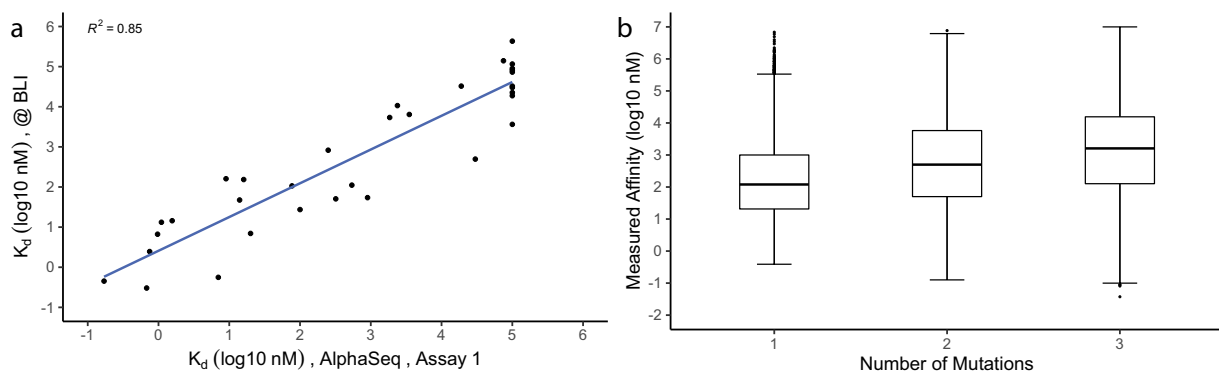 a
R² = 0.85
6
5
4
3
2
1
0
-1
K_d (log10 nM) , @ BLI
-1 0 1 2 3 4 5 6
K_d (log10 nM) , AlphaSeq , Assay 1
b
7
6
5
4
3
2
1
0
-1
-2
Measured Affinity (log10 nM)
1 2 3
Number of Mutations